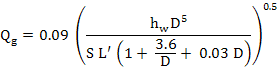 Q_g = 0.09 ( h_w D^5 / ( S L′ ( 1 + 3.6/D + 0.03 D ) ) )^0.5